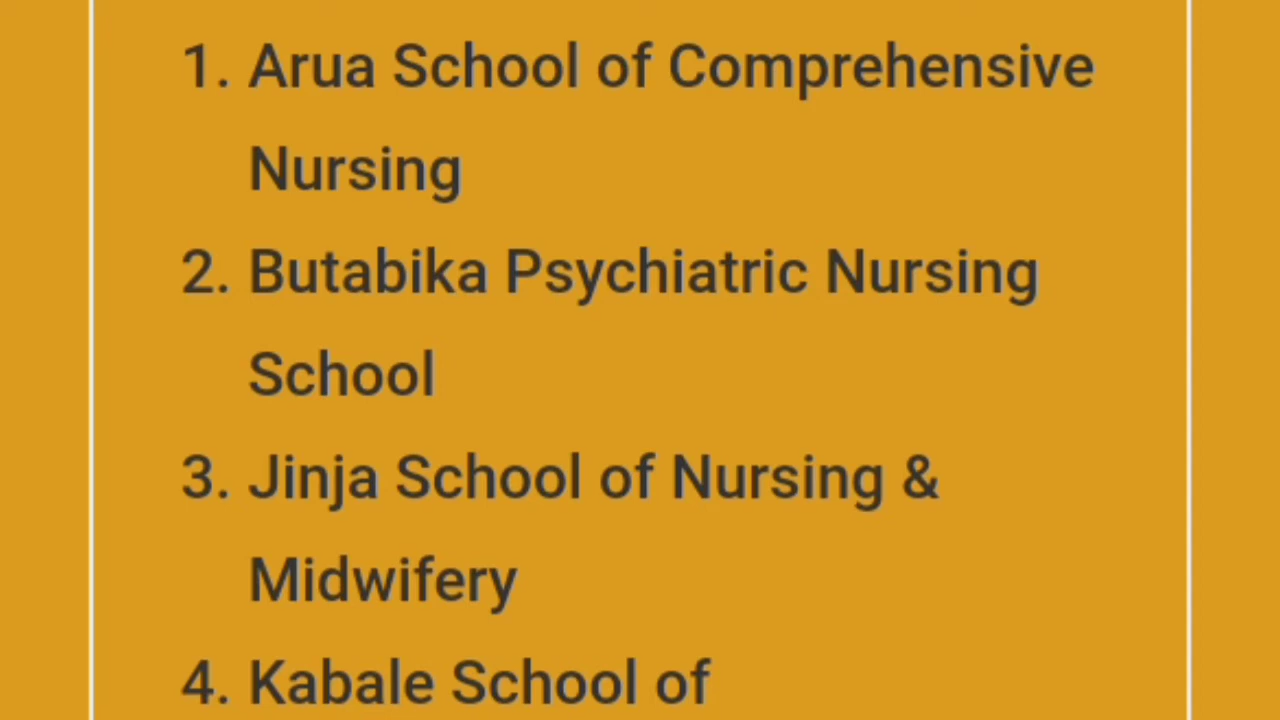 1. Arua School of Comprehensive
Nursing
2. Butabika Psychiatric Nursing
School
3. Jinja School of Nursing &
Midwifery
4. Kabale School of